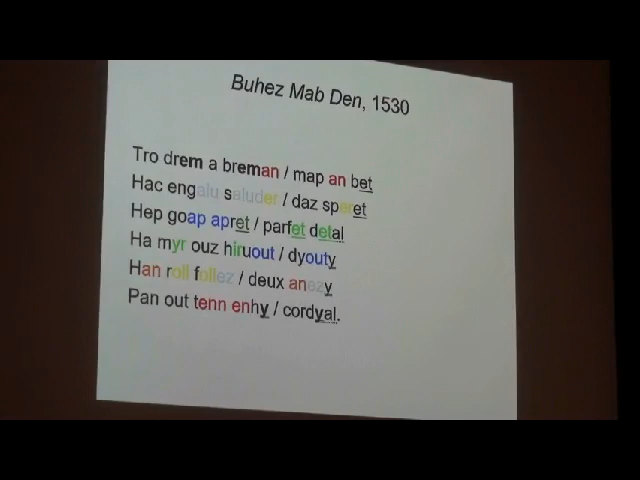 Buhez Mab Den, 1530
Tro drem a breman / map an bet
Hac engalu saluder / daz speret
Hep goap apret / parfet delal
Ha myr ouz hiruout / dyouty
Han roll follez / deux anezy
Pan out tenn enhy / cordyal.